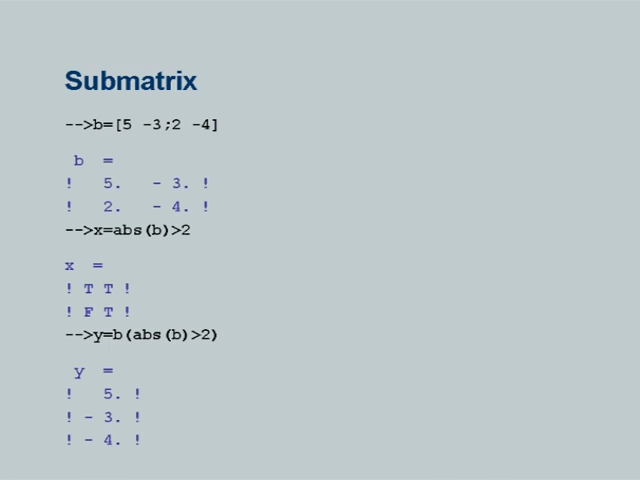 Submatrix
-->b=[5 -3;2 -4]
b =
! 5. - 3. !
! 2. - 4. !
-->x=abs(b)>2
x =
! T T !
! F T !
-->y=b(abs(b)>2)
y =
! 5. !
! - 3. !
! - 4. !